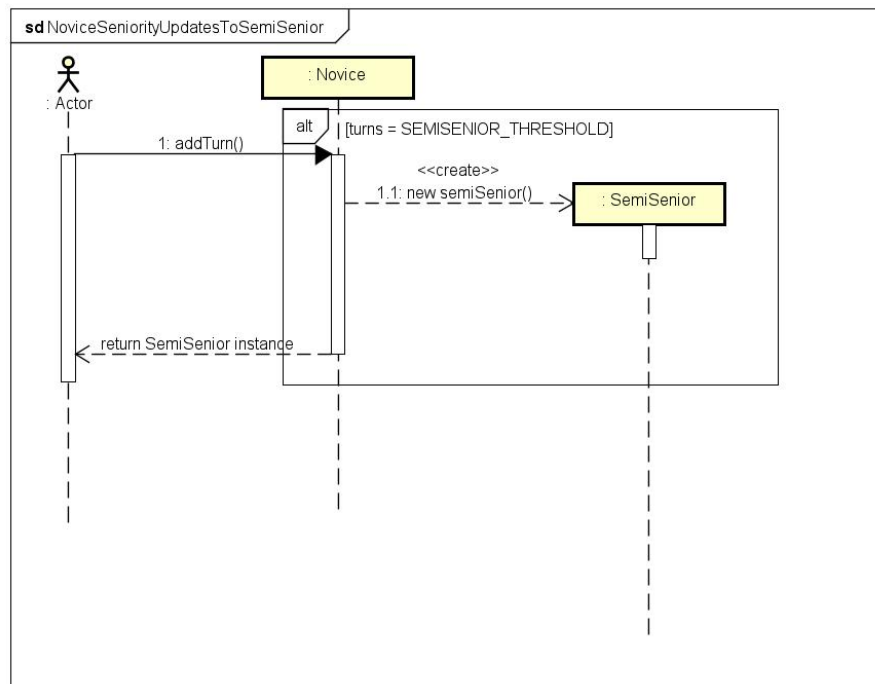 sd NoviceSeniorityUpdatesToSemiSenior
: Actor
: Novice
alt
[turns = SEMISENIOR_THRESHOLD]
1: addTurn()
<<create>>
1.1: new semiSenior()
: SemiSenior
return SemiSenior instance